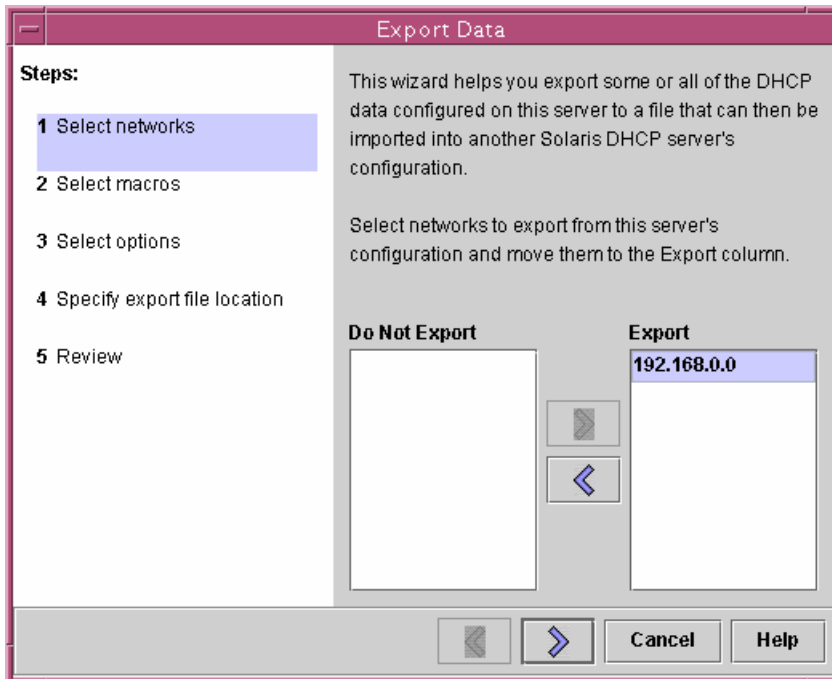 Export Data
Steps:
1 Select networks
2 Select macros
3 Select options
4 Specify export file location
5 Review
This wizard helps you export some or all of the DHCP
data configured on this server to a file that can then be
imported into another Solaris DHCP server's
configuration.
Select networks to export from this server's
configuration and move them to the Export column.
Do Not Export
Export
192.168.0.0
Cancel
Help